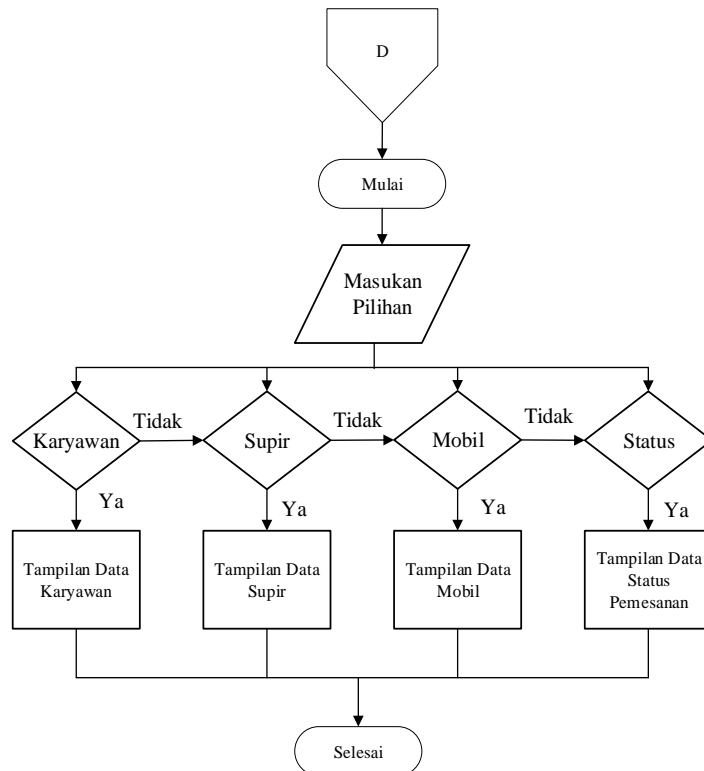 D
Mulai
Masukan
Pilihan
Karyawan
Tidak
Supir
Tidak
Mobil
Tidak
Status
Ya
Ya
Ya
Ya
Tampilan Data
Karyawan
Tampilan Data
Supir
Tampilan Data
Mobil
Tampilan Data
Status
Pemesanan
Selesai